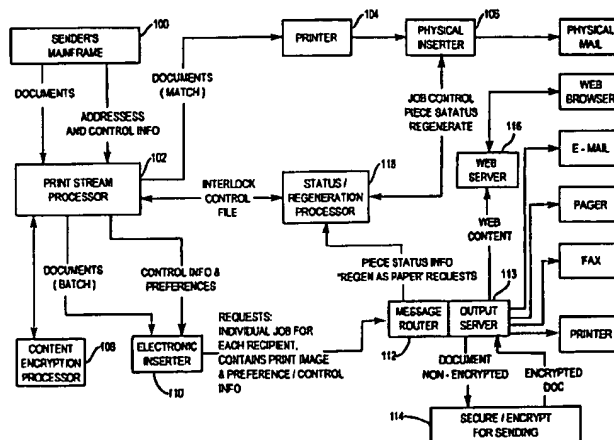 100
SENDER'S
MAINFRAME
104
PRINTER
106
PHYSICAL
INSERTER
PHYSICAL
MAIL
DOCUMENTS
ADDRESSESS
AND CONTROL INFO
DOCUMENTS
(MATCH)
JOB CONTROL
PIECE SATATUS
REGENERATE
WEB
BROWSER
116
WEB
SERVER
E - MAIL
102
PRINT STREAM
PROCESSOR
INTERLOCK
CONTROL
FILE
118
STATUS /
REGENERATION
PROCESSOR
PAGER
WEB
CONTENT
FAX
DOCUMENTS
(BATCH)
CONTROL INFO &
PREFERENCES
PIECE STATUS INFO
"REGEN AS PAPER" REQUESTS
113
MESSAGE
ROUTER
OUTPUT
SERVER
PRINTER
112
CONTENT
ENCRYPTION
PROCESSOR
108
ELECTRONIC
INSERTER
110
REQUESTS:
INDIVIDUAL JOB FOR
EACH RECIPIENT,
CONTAINS PRINT IMAGE
& PREFERENCE / CONTROL
INFO
DOCUMENT
NON - ENCRYPTED
ENCRYPTED
DOC
114
SECURE / ENCRYPT
FOR SENDING